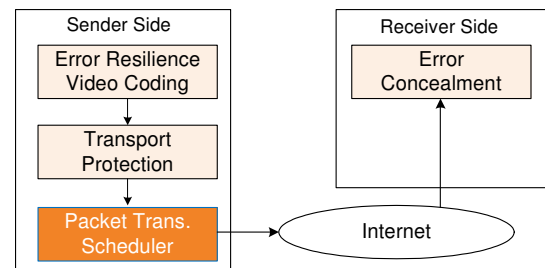 Sender Side
Error Resilience
Video Coding
Transport
Protection
Packet Trans.
Scheduler
Internet
Receiver Side
Error
Concealment